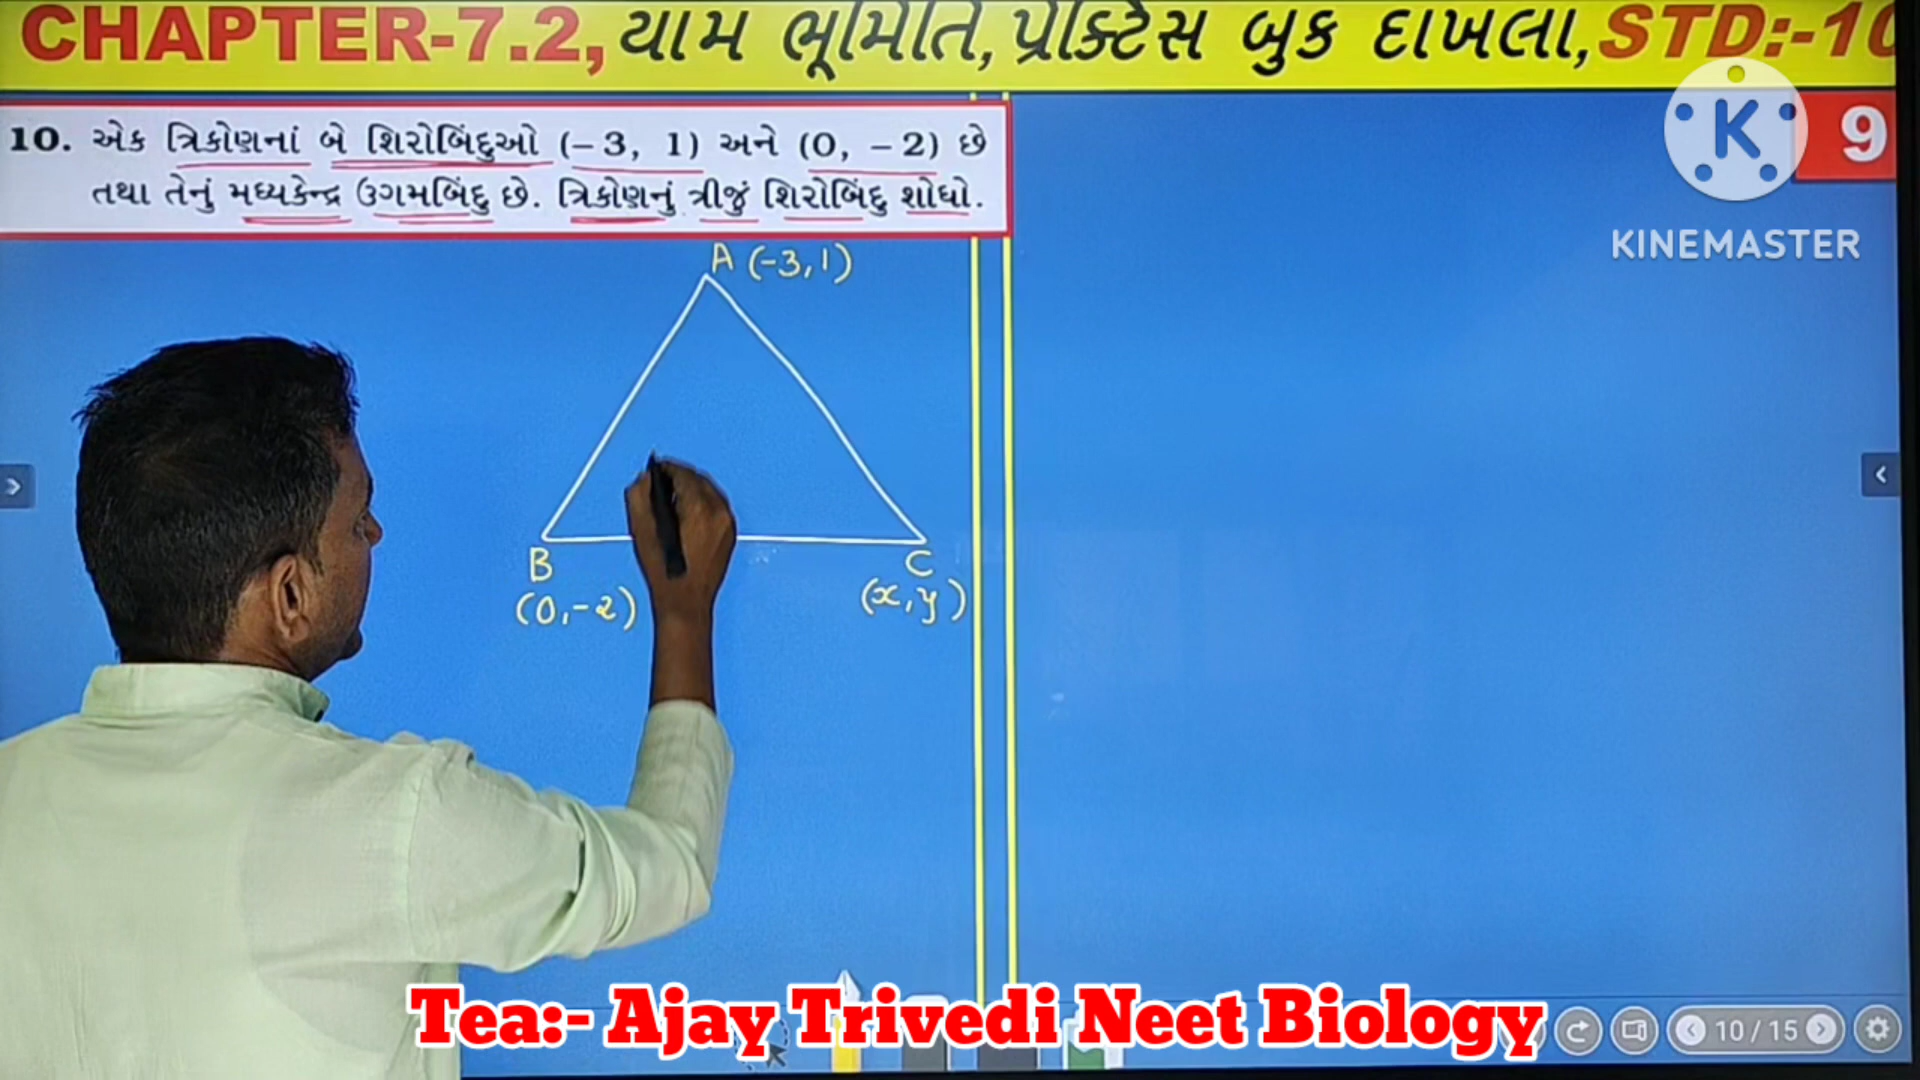 CHAPTER-7.2, યામ ભૂમિતિ, પ્રેક્ટિસ બુક દાખલા, STD:-10
9
KINEMASTER
10. એક ત્રિકોણનાં બે શિરોબિંદુઓ (– 3, 1) અને (0, – 2) છે
તથા તેનું મધ્યકેન્દ્ર ઉગમબિંદુ છે. ત્રિકોણનું ત્રીજું શિરોબિંદુ શોધો.
A (-3,1)
B
C
(0,-2)
(x,y)
Tea:- Ajay Trivedi Neet Biology
10 / 15